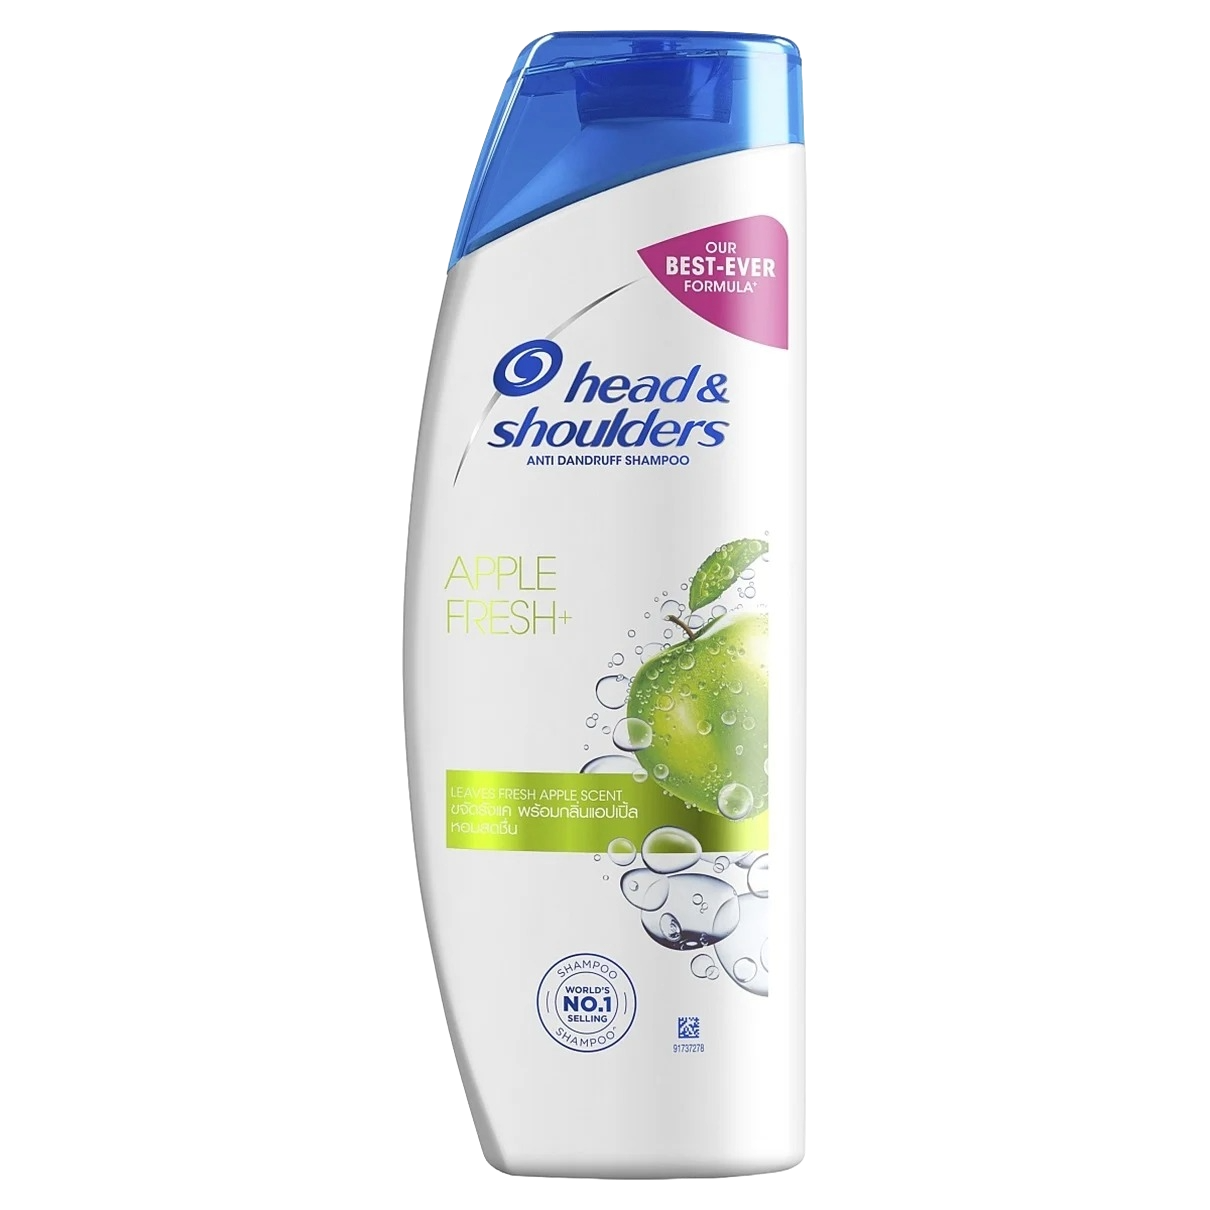 OUR
BEST-EVER
FORMULA+
head &
shoulders
ANTI DANDRUFF SHAMPOO
APPLE
FRESH+
LEAVES FRESH APPLE SCENT
ขจัดรังแค พร้อมกลิ่นแอปเปิ้ล
หอมสดชื่น
SHAMPOO
WORLD'S
NO.1
SELLING
SHAMPOO^
91737278